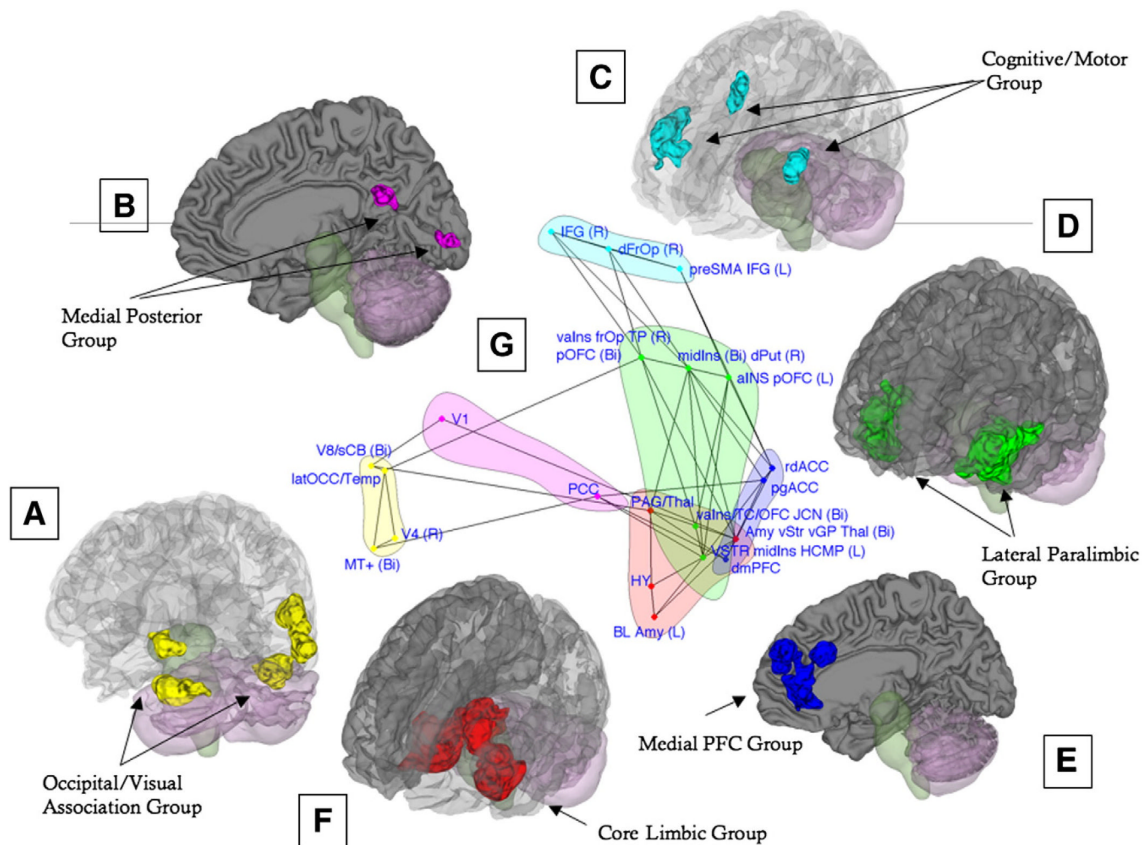 C
Cognitive/Motor
Group
B
D
IFG (R)
dFrOp (R)
preSMA IFG (L)
Medial Posterior
Group
G
vaIns frOp TP (R)
pOFC (Bi)
midIns (Bi) dPut (R)
aINS pOFC (L)
V1
V8/sCB (Bi)
latOCC/Temp
rdACC
pgACC
PCC
PAG/Thal
A
vaIns/TC/OFC JCN (Bi)
Amy vStr vGP Thal (Bi)
V4 (R)
MT+ (Bi)
VSTR midIns HCMP (L)
dmPFC
Lateral Paralimbic
Group
HY
BL Amy (L)
Medial PFC Group
E
Occipital/Visual
Association Group
F
Core Limbic Group